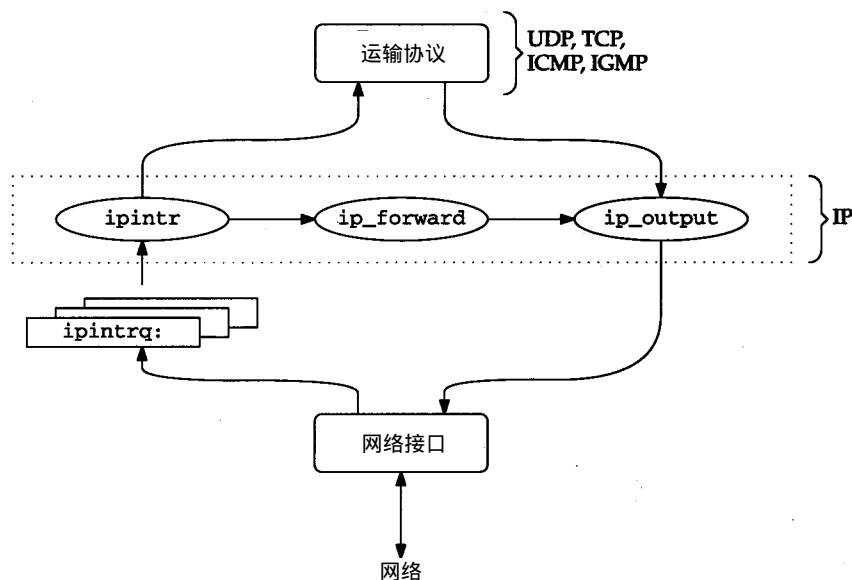 运输协议
UDP, TCP,
ICMP, IGMP
ipintr
ip_forward
ip_output
IP
ipintrq:
网络接口
网络